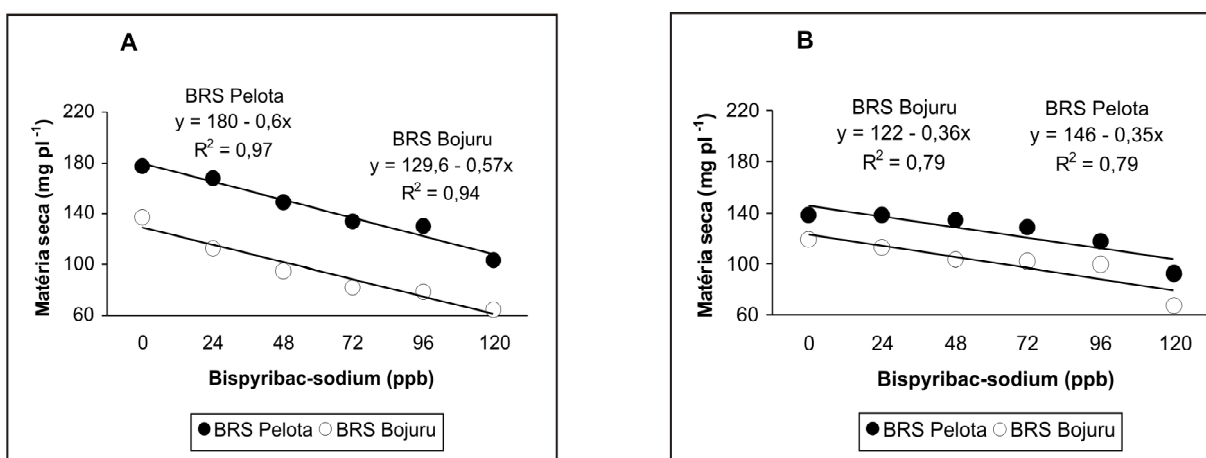 A
BRS Pelota
y = 180 - 0,6x
R² = 0,97
BRS Bojuru
y = 129,6 - 0,57x
R² = 0,94
Matéria seca (mg pl⁻¹)
220
180
140
100
60
0 24 48 72 96 120
Bispyribac-sodium (ppb)
BRS Pelota BRS Bojuru
B
BRS Bojuru
y = 122 - 0,36x
R² = 0,79
BRS Pelota
y = 146 - 0,35x
R² = 0,79
Matéria seca (mg pl⁻¹)
220
180
140
100
60
0 24 48 72 96 120
Bispyribac-sodium (ppb)
BRS Pelota BRS Bojuru